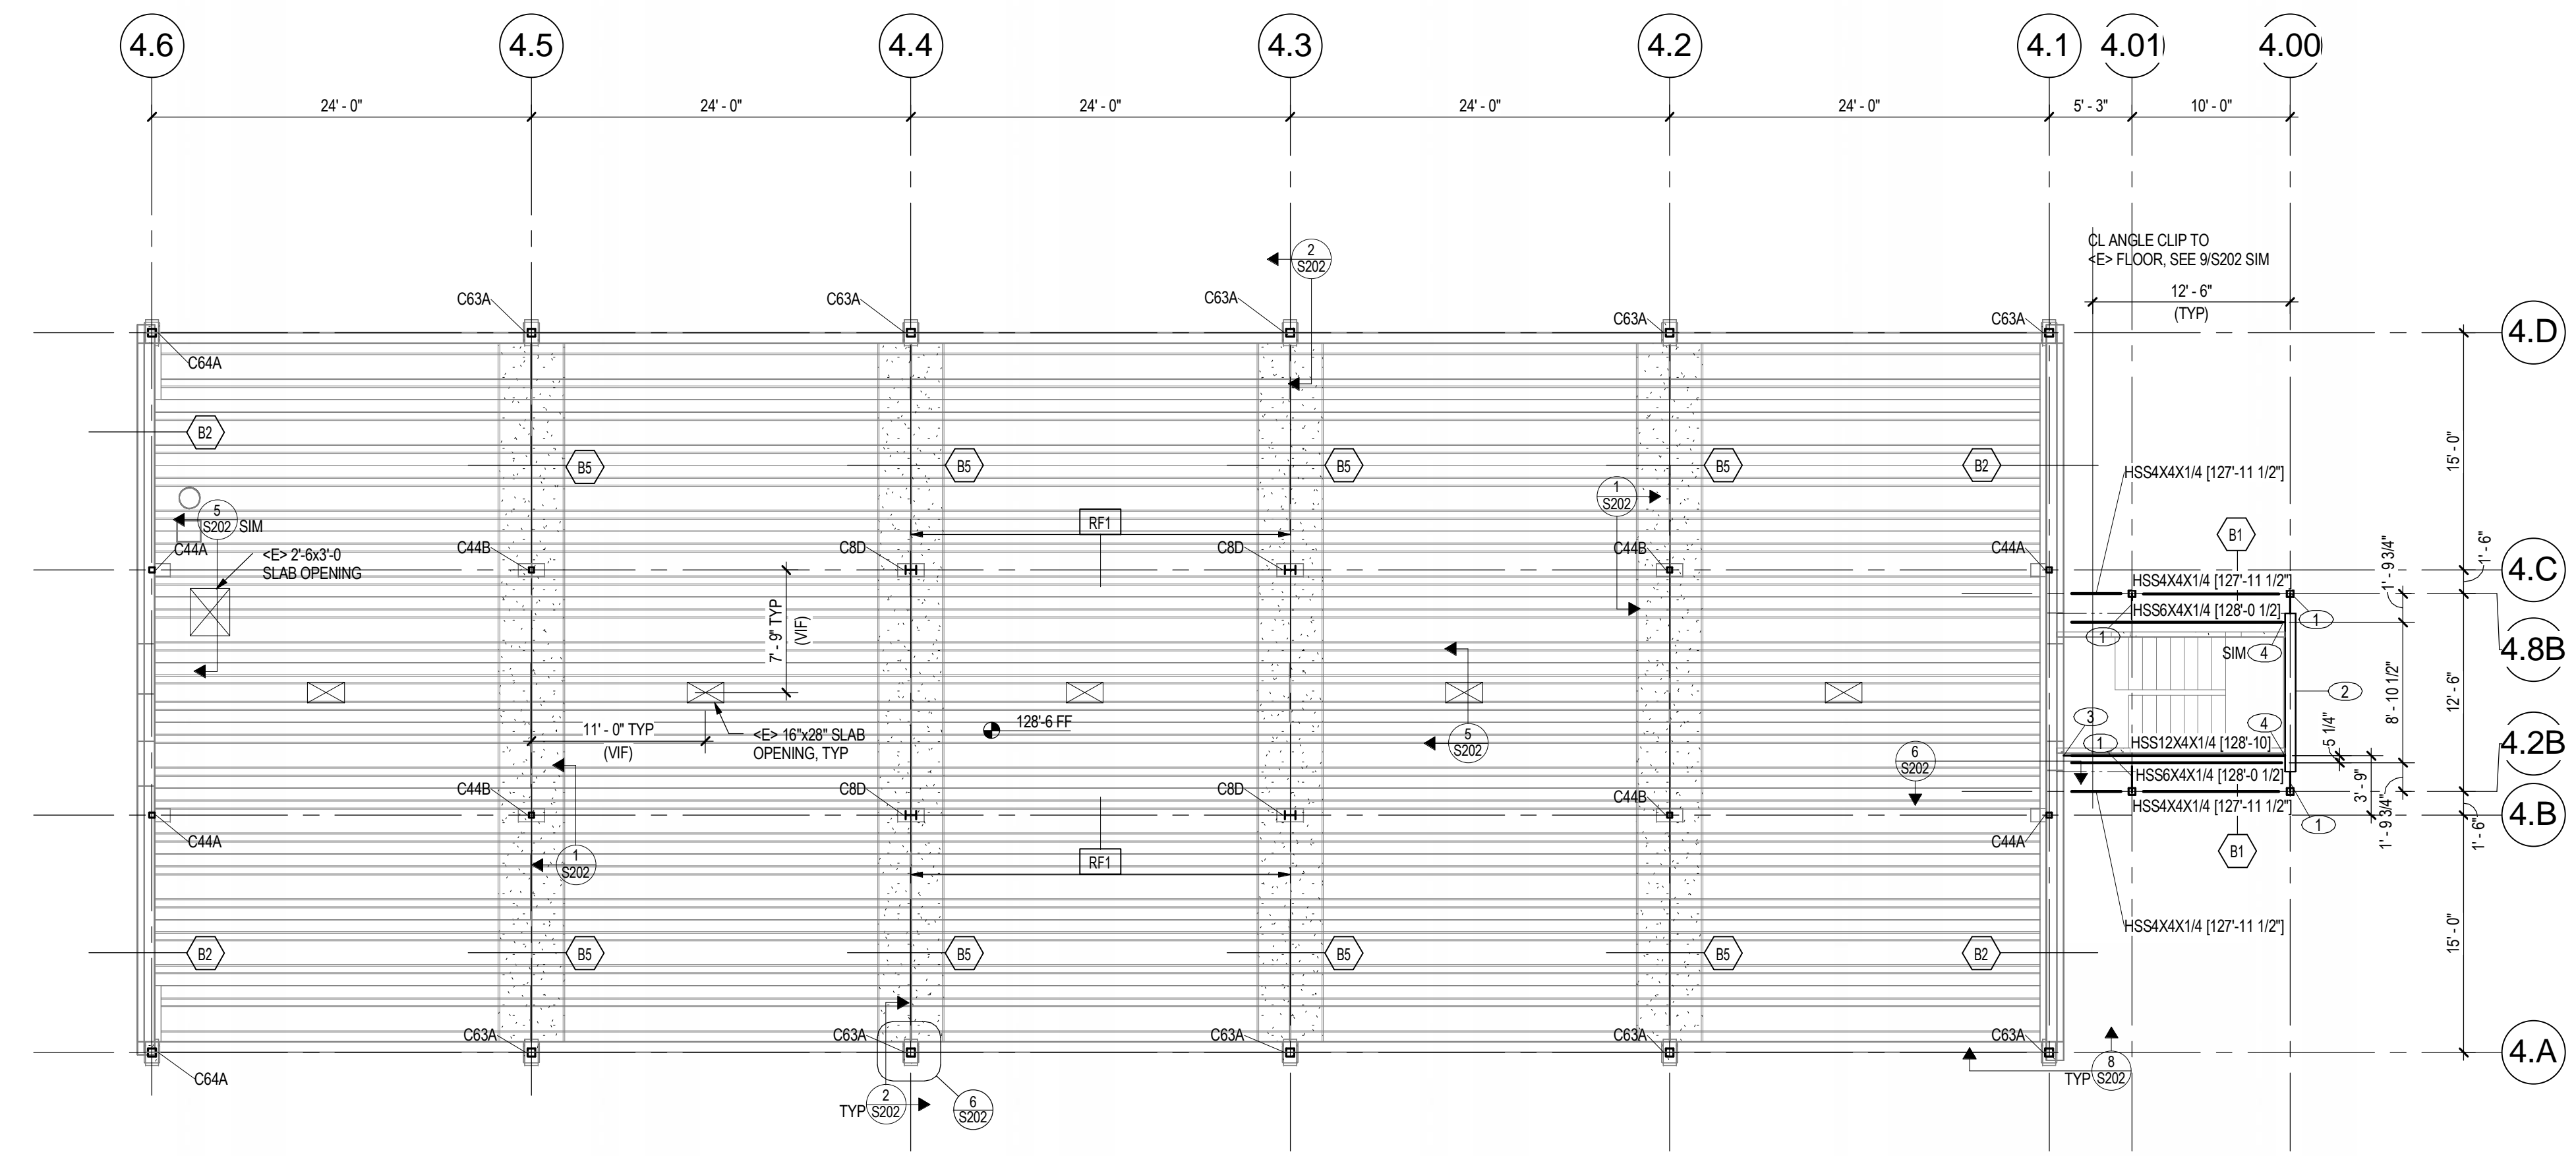 4.6 4.5 4.4 4.3 4.2 4.1 4.01 4.00
24' - 0" 24' - 0" 24' - 0" 24' - 0" 24' - 0" 5' - 3" 10' - 0"
CL ANGLE CLIP TO
<E> FLOOR, SEE 9/S202 SIM
2
S202
12' - 6"
(TYP)
C63A C63A C63A C63A C63A
4.D
C64A
B2
B5 B5 B5 B5 B2
15' - 0"
HSS4X4X1/4 [127'-11 1/2"]
1
S202
5
S202 SIM
RF1
B1
C44A
<E> 2'-6x3'-0
SLAB OPENING
C44B C8D C8D C44B C44A
1' - 9 3/4"
1' - 6"
4.C
HSS4X4X1/4 [127'-11 1/2"]
HSS6X4X1/4 [128'-0 1/2]
1 1
7' - 9" TYP
(VIF)
SIM 4
4.8B
2
8' - 10 1/2"
12' - 6"
11' - 0" TYP
(VIF)
<E> 16"x28" SLAB
OPENING, TYP
128'-6 FF
5
S202
6
S202
3
4
1
HSS12X4X1/4 [128'-10]
5 1/4"
4.2B
HSS6X4X1/4 [128'-0 1/2]
3' - 9"
C44B C8D C8D C44B
HSS4X4X1/4 [127'-11 1/2"]
1
1' - 9 3/4"
1' - 6"
4.B
C44A
C44A
1
S202
RF1
B1
HSS4X4X1/4 [127'-11 1/2"]
15' - 0"
B2 B5 B5 B5 B5 B2
C63A C63A C63A C63A C63A
4.A
C64A
TYP
8
S202
TYP
2
S202
6
S202